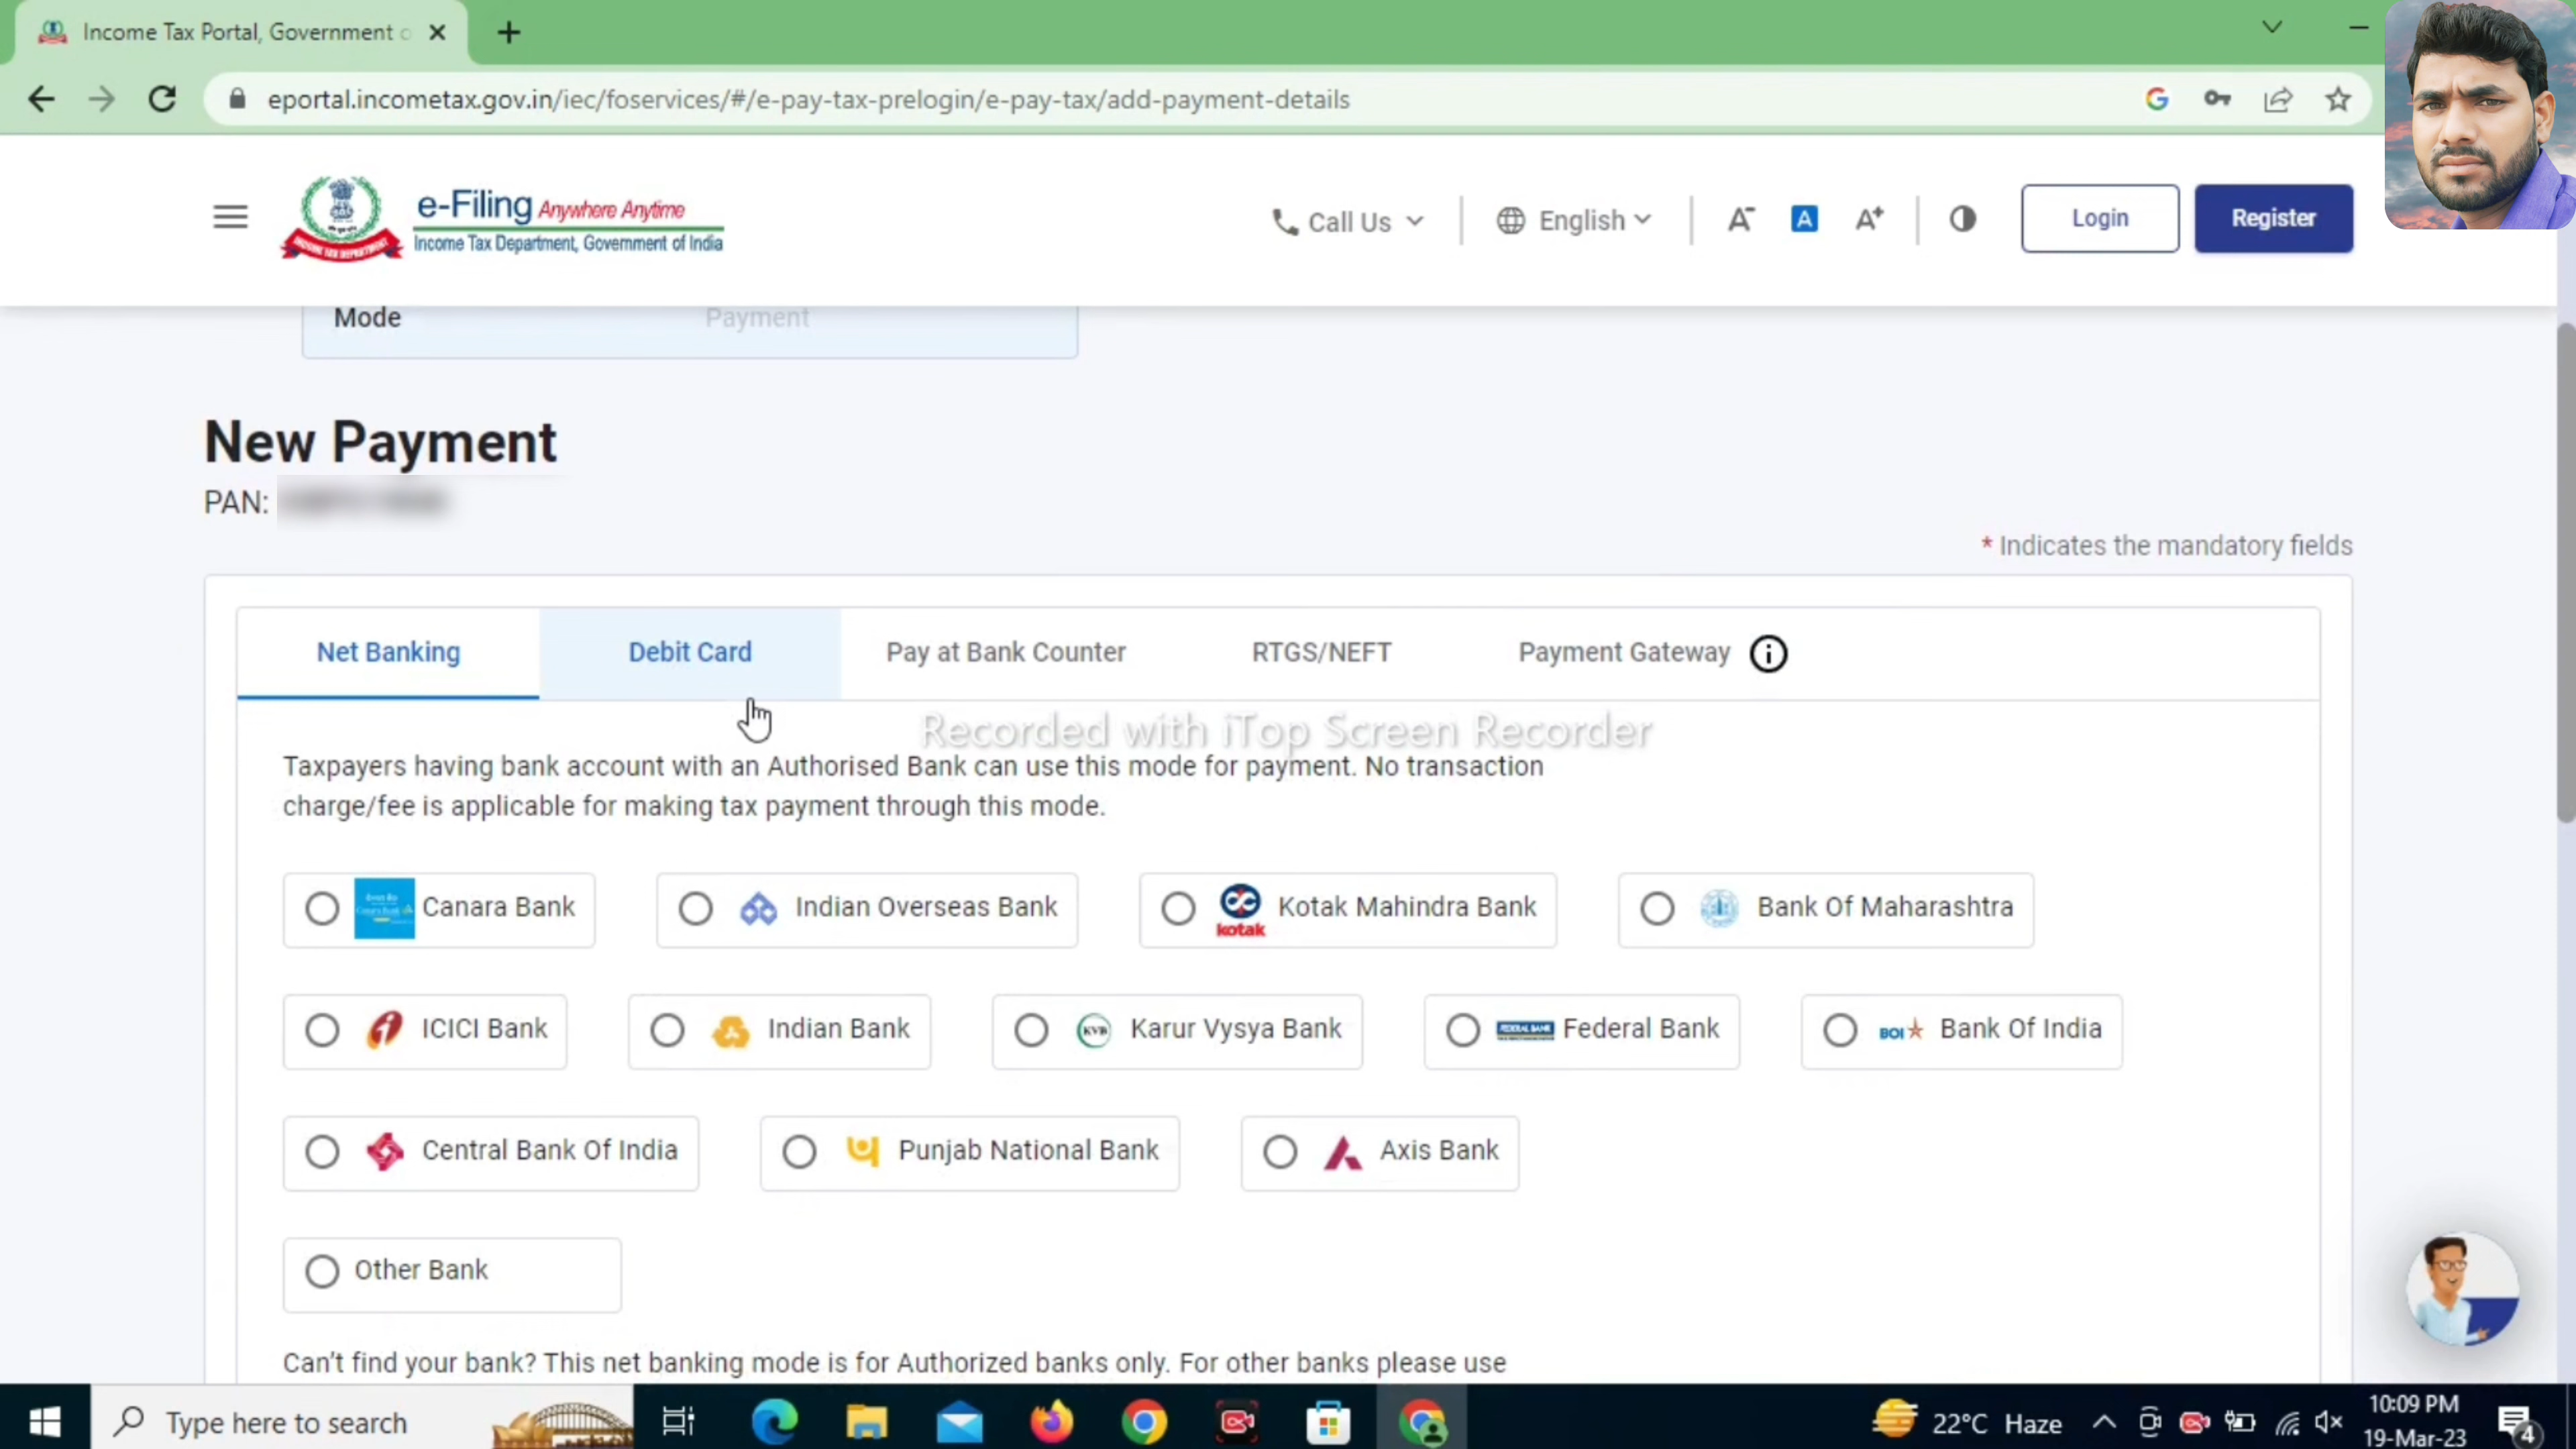 Income Tax Portal, Government o
eportal.incometax.gov.in/iec/foservices/#/e-pay-tax-prelogin/e-pay-tax/add-payment-details
e-Filing Anywhere Anytime
Income Tax Department, Government of India
Call Us
English
A-
A
A+
Login
Register
Mode Payment
New Payment
PAN:
* Indicates the mandatory fields
Net Banking
Debit Card
Pay at Bank Counter
RTGS/NEFT
Payment Gateway
Recorded with iTop Screen Recorder
Taxpayers having bank account with an Authorised Bank can use this mode for payment. No transaction
charge/fee is applicable for making tax payment through this mode.
Canara Bank
Indian Overseas Bank
kotak
Kotak Mahindra Bank
Bank Of Maharashtra
ICICI Bank
Indian Bank
KVB
Karur Vysya Bank
FEDERAL BANK
Federal Bank
BOI
Bank Of India
Central Bank Of India
Punjab National Bank
Axis Bank
Other Bank
Can't find your bank? This net banking mode is for Authorized banks only. For other banks please use
Type here to search
22°C Haze
10:09 PM
19-Mar-23
4